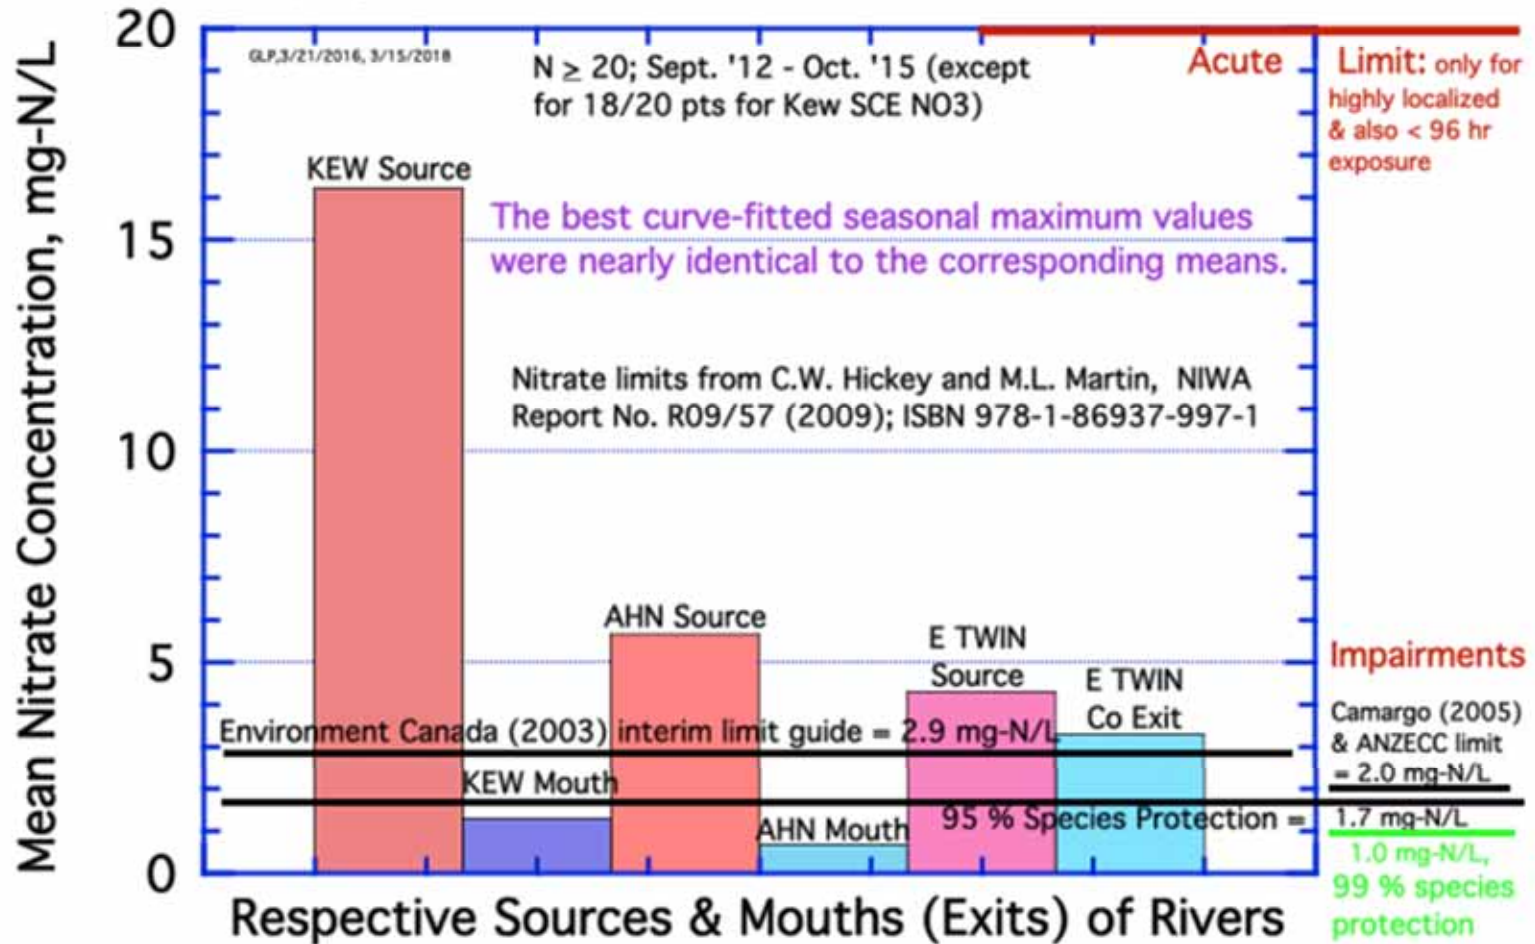 Mean Nitrate Concentration, mg-N/L
20
15
10
5
0
GLP,3/21/2016, 3/15/2018
N ≥ 20; Sept. '12 - Oct. '15 (except
for 18/20 pts for Kew SCE NO3)
Acute
Limit: only for
highly localized
& also < 96 hr
exposure
KEW Source
The best curve-fitted seasonal maximum values
were nearly identical to the corresponding means.
Nitrate limits from C.W. Hickey and M.L. Martin, NIWA
Report No. R09/57 (2009); ISBN 978-1-86937-997-1
AHN Source
E TWIN
Source
E TWIN
Co Exit
Environment Canada (2003) interim limit guide = 2.9 mg-N/L
KEW Mouth
AHN Mouth
95 % Species Protection =
Impairments
Camargo (2005)
& ANZECC limit
= 2.0 mg-N/L
1.7 mg-N/L
1.0 mg-N/L,
99 % species
protection
Respective Sources & Mouths (Exits) of Rivers